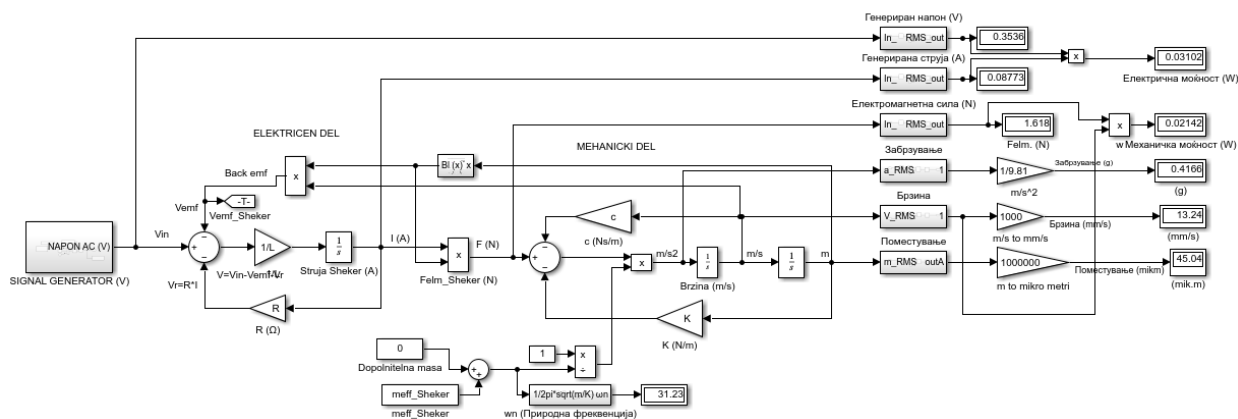 Генериран напон (V)
In_ RMS_out
0.3536
Генерирана струја (A)
x
0.03102
In_ RMS_out
0.08773
Електрична моќност (W)
Електромагнетна сила (N)
ELEKTRICEN DEL
In_ RMS_out
1.618
x
0.02142
MEHANICKI DEL
Felm. (N)
w Механичка моќност (W)
Забрзување
Bl (x) x
Забрзување (g)
Back emf
x
a_RMS 1
1/9.81
0.4166
m/s^2
(g)
-T-
Брзина
Vemf
Vemf_Sheker
c
V_RMS 1
1000
13.24
Брзина (mm/s)
NAPON AC (V)
Vin
I (A)
F (N)
c (Ns/m)
m/s2
m/s
m
m/s to mm/s
(mm/s)
1/L
1
s
x
x
1
s
1
s
Поместување
m_RMS outA
1000000
Поместување (mikm)
45.04
SIGNAL GENERATOR (V)
V=Vin-Vemf-Vr
Struja Sheker (A)
Felm_Sheker (N)
Brzina (m/s)
m to mikro metri
(mik.m)
Vr=R*I
R
K
R (Ω)
K (N/m)
0
1
x
÷
Dopolnitelna masa
meff_Sheker
1/2pi*sqrt(m/K) ωn
31.23
meff_Sheker
wn (Природна фреквенција)